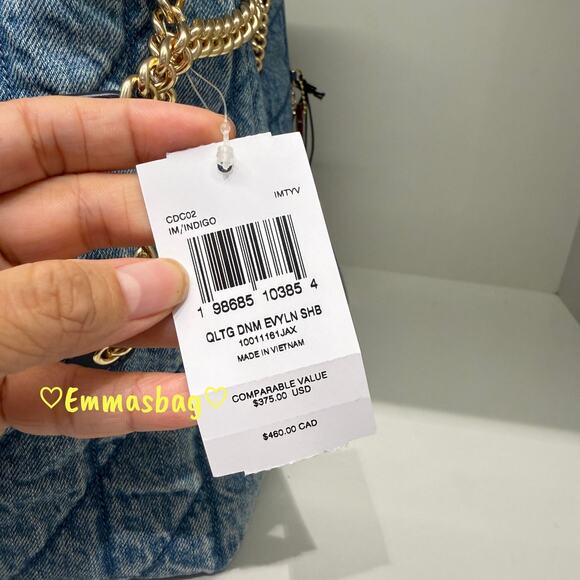 CDC02 IMTYV
IM/INDIGO
1 98685 10385 4
QLTG DNM EVYLN SHB
10011161JAX
MADE IN VIETNAM
COMPARABLE VALUE
$375.00 USD
$460.00 CAD
♡Emmasbag♡